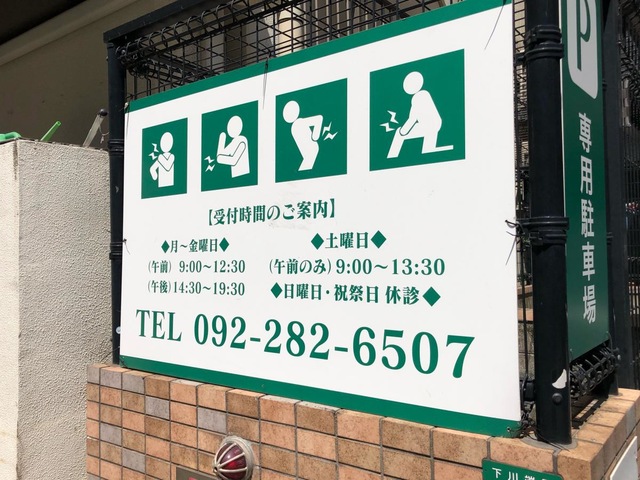 【受付時間のご案内】
◆月～金曜日◆
(午前) 9:00～12:30
(午後)14:30～19:30
◆土曜日◆
(午前のみ) 9:00～13:30
◆日曜日・祝祭日 休診◆
TEL 092-282-6507
P
専用駐車場
下川